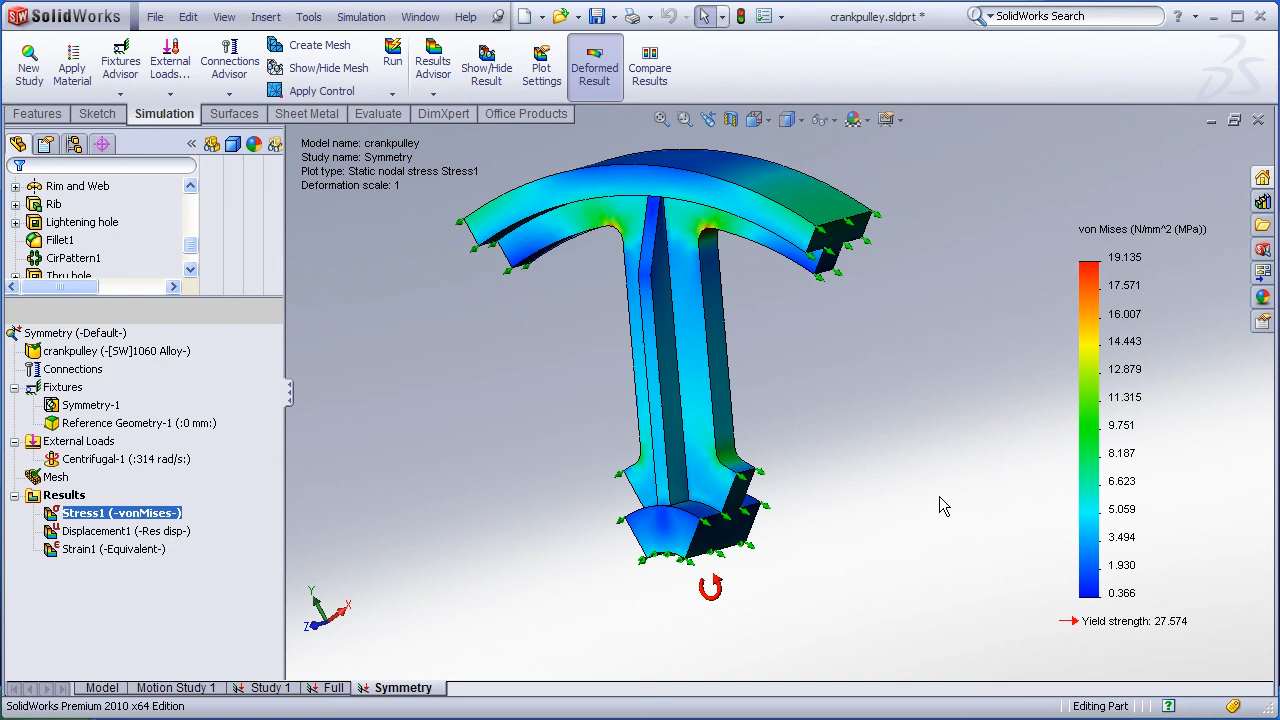 SolidWorks File Edit View Insert Tools Simulation Window Help crankpulley.sldprt * SolidWorks Search
New Study
Apply Material
Fixtures Advisor
External Loads...
Connections Advisor
Create Mesh
Show/Hide Mesh
Apply Control
Run
Results Advisor
Show/Hide Result
Plot Settings
Deformed Result
Compare Results
Features Sketch Simulation Surfaces Sheet Metal Evaluate DimXpert Office Products
Rim and Web
Rib
Lightening hole
Fillet1
CirPattern1
Thru hole
Symmetry (-Default-)
crankpulley (-[SW]1060 Alloy-)
Connections
Fixtures
Symmetry-1
Reference Geometry-1 (:0 mm:)
External Loads
Centrifugal-1 (:314 rad/s:)
Mesh
Results
Stress1 (-vonMises-)
Displacement1 (-Res disp-)
Strain1 (-Equivalent-)
Model name: crankpulley
Study name: Symmetry
Plot type: Static nodal stress Stress1
Deformation scale: 1
von Mises (N/mm^2 (MPa))
19.135
17.571
16.007
14.443
12.879
11.315
9.751
8.187
6.623
5.059
3.494
1.930
0.366
Yield strength: 27.574
Y
X
Z
Model Motion Study 1 Study 1 Full Symmetry
SolidWorks Premium 2010 x64 Edition Editing Part